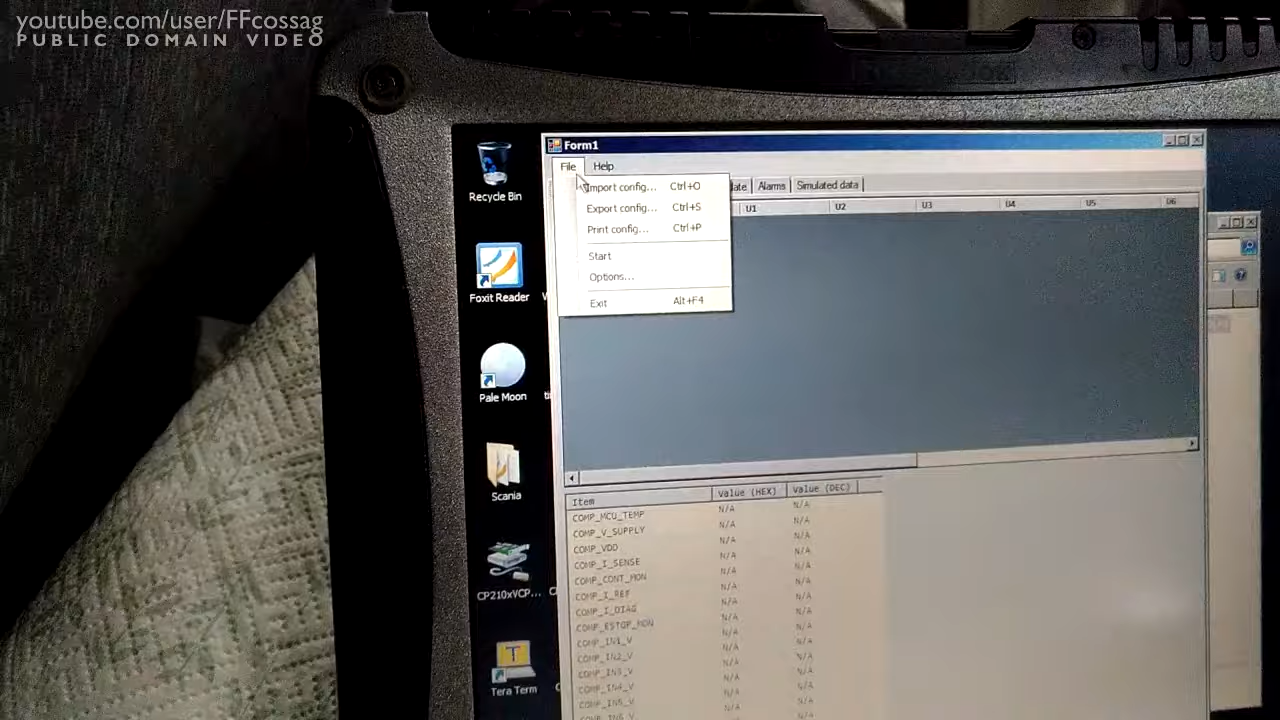 youtube.com/user/FFcossag
PUBLIC DOMAIN VIDEO
Form1
File Help
Import config... Ctrl+O
Export config... Ctrl+S
Print config... Ctrl+P
Start
Options...
Exit Alt+F4
Alarms Simulated data
U1 U2 U3 U4 U5 U6
Recycle Bin
Foxit Reader
Pale Moon
Scania
CP210xVCP...
Tera Term
Item Value (HEX) Value (DEC)
COMP_MCU_TEMP N/A N/A
COMP_V_SUPPLY N/A N/A
COMP_VDD N/A N/A
COMP_I_SENSE N/A N/A
COMP_CONT_MON N/A N/A
COMP_I_REF N/A N/A
COMP_I_DIAG N/A N/A
COMP_ESTOP_MON N/A N/A
COMP_IN1_V N/A N/A
COMP_IN2_V N/A N/A
COMP_IN3_V N/A N/A
COMP_IN4_V N/A N/A
COMP_IN5_V N/A N/A
COMP_IN6_V N/A N/A